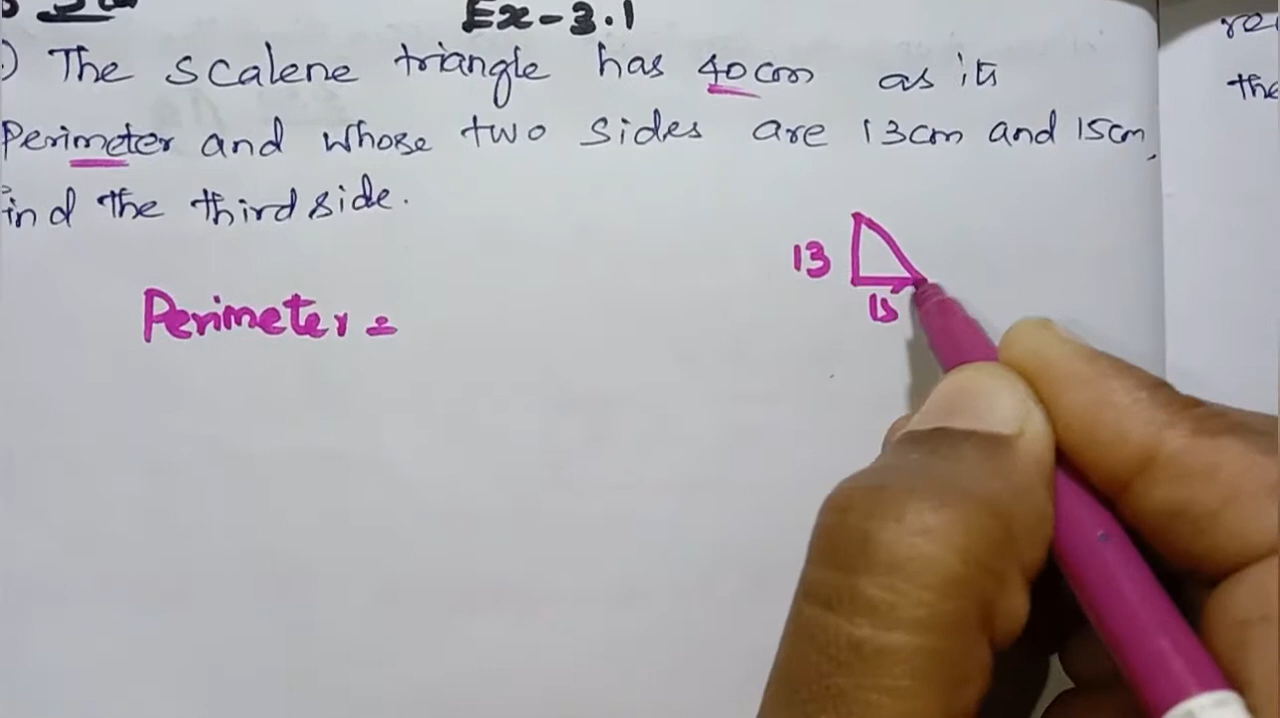 Ex-3.1
) The scalene triangle has 40cm as its
Perimeter and whose two sides are 13cm and 15cm,
ind the third side.
13
15
Perimeter =
the